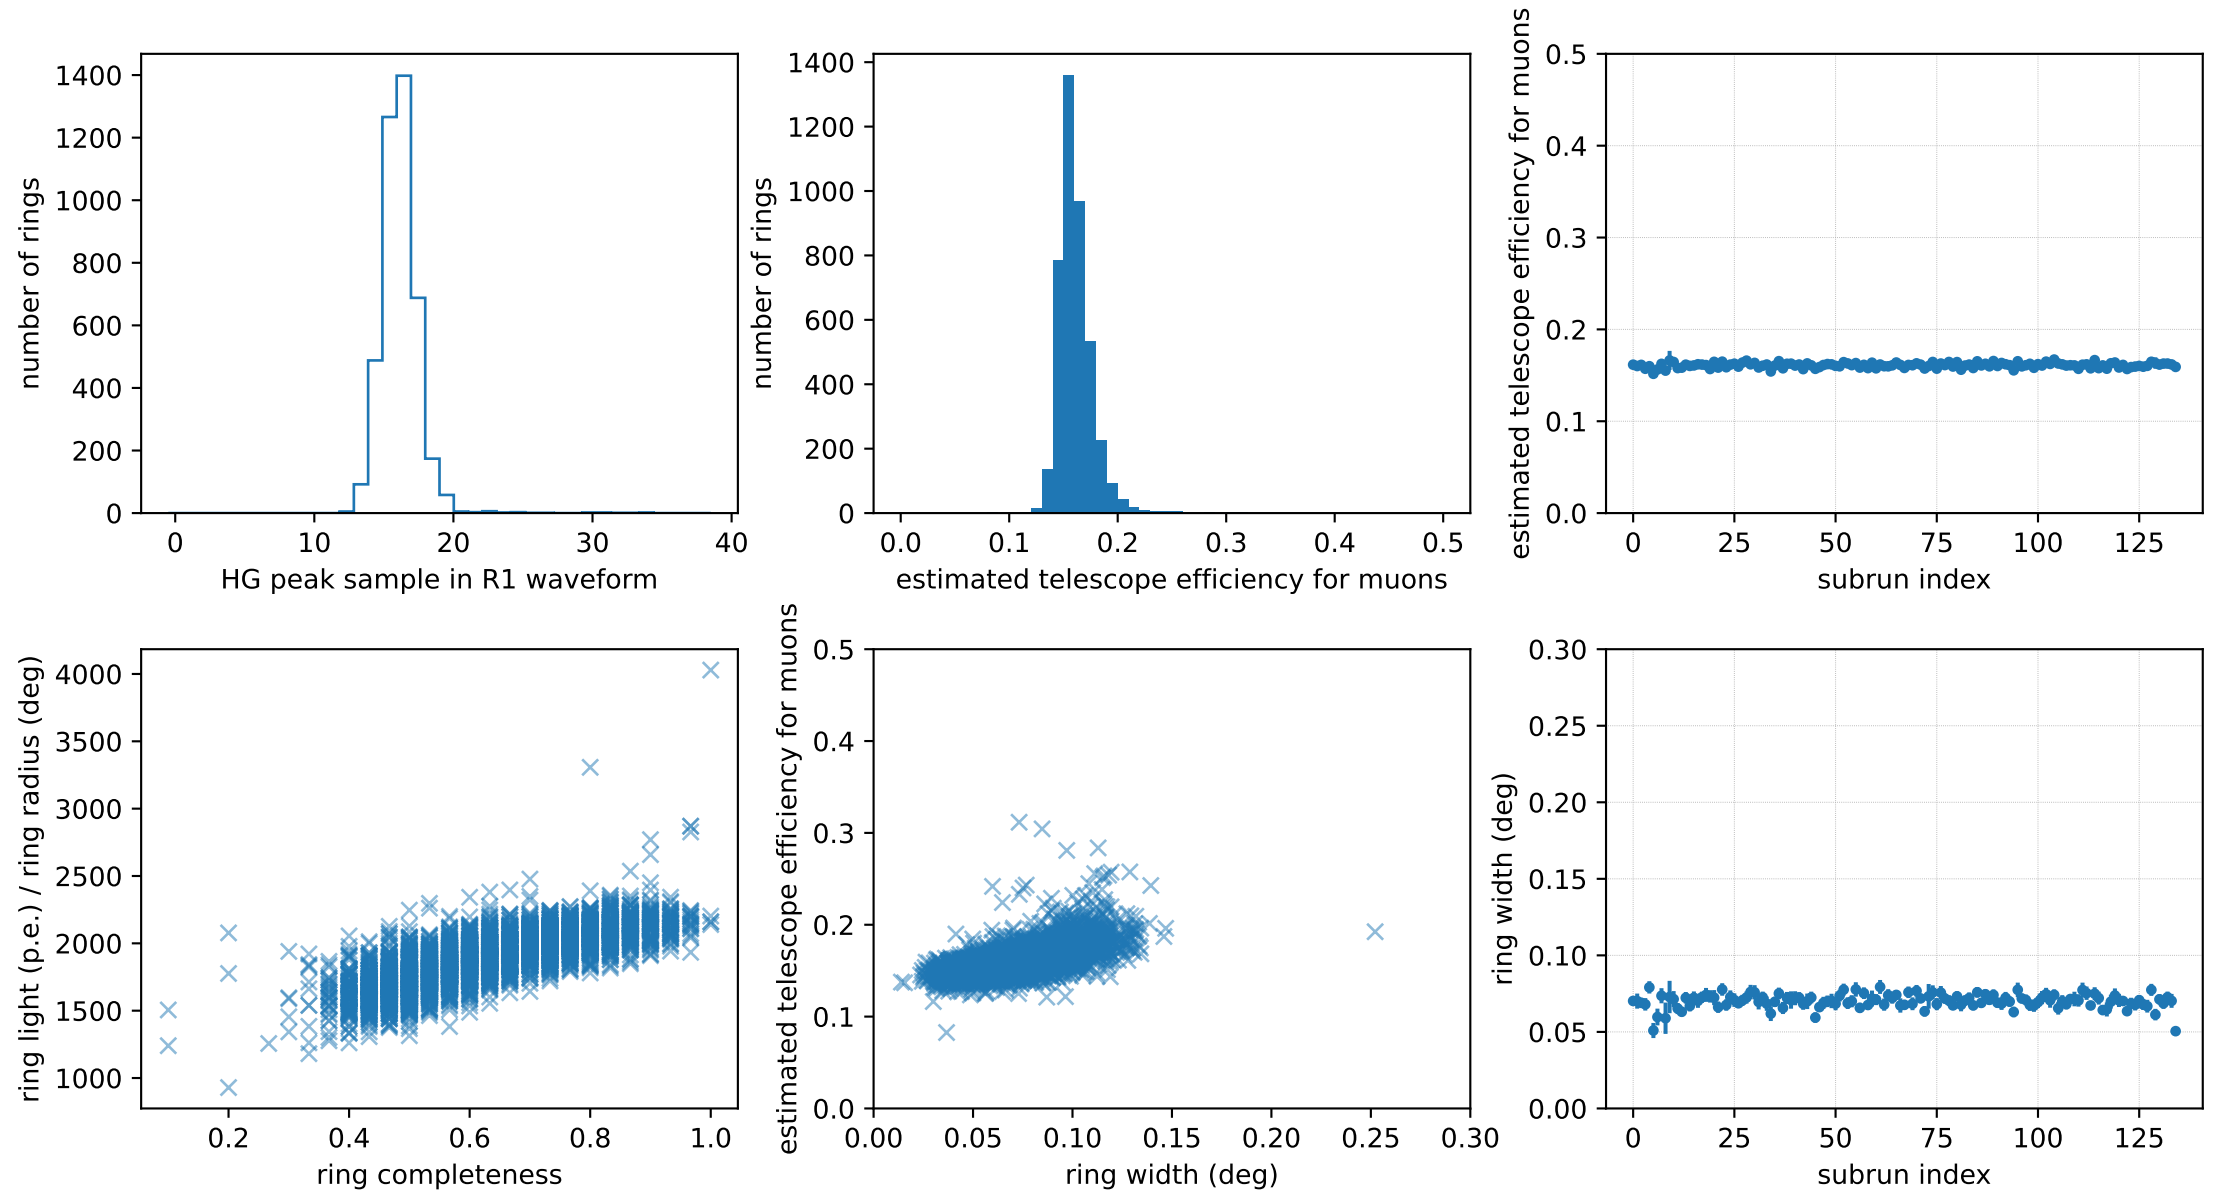 number of rings
1400
1200
1000
800
600
400
200
0
0 10 20 30 40
HG peak sample in R1 waveform
number of rings
1400
1200
1000
800
600
400
200
0
0.0 0.1 0.2 0.3 0.4 0.5
estimated telescope efficiency for muons
estimated telescope efficiency for muons
0.5
0.4
0.3
0.2
0.1
0.0
0 25 50 75 100 125
subrun index
ring light (p.e.) / ring radius (deg)
4000
3500
3000
2500
2000
1500
1000
0.2 0.4 0.6 0.8 1.0
ring completeness
estimated telescope efficiency for muons
0.5
0.4
0.3
0.2
0.1
0.0
0.00 0.05 0.10 0.15 0.20 0.25 0.30
ring width (deg)
ring width (deg)
0.30
0.25
0.20
0.15
0.10
0.05
0.00
0 25 50 75 100 125
subrun index